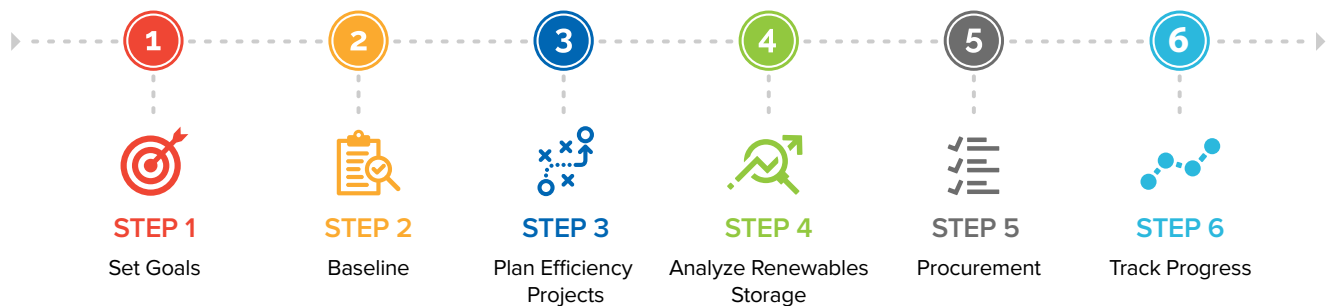 1 2 3 4 5 6
STEP 1 STEP 2 STEP 3 STEP 4 STEP 5 STEP 6
Set Goals Baseline Plan Efficiency Analyze Renewables Procurement Track Progress
Projects Storage